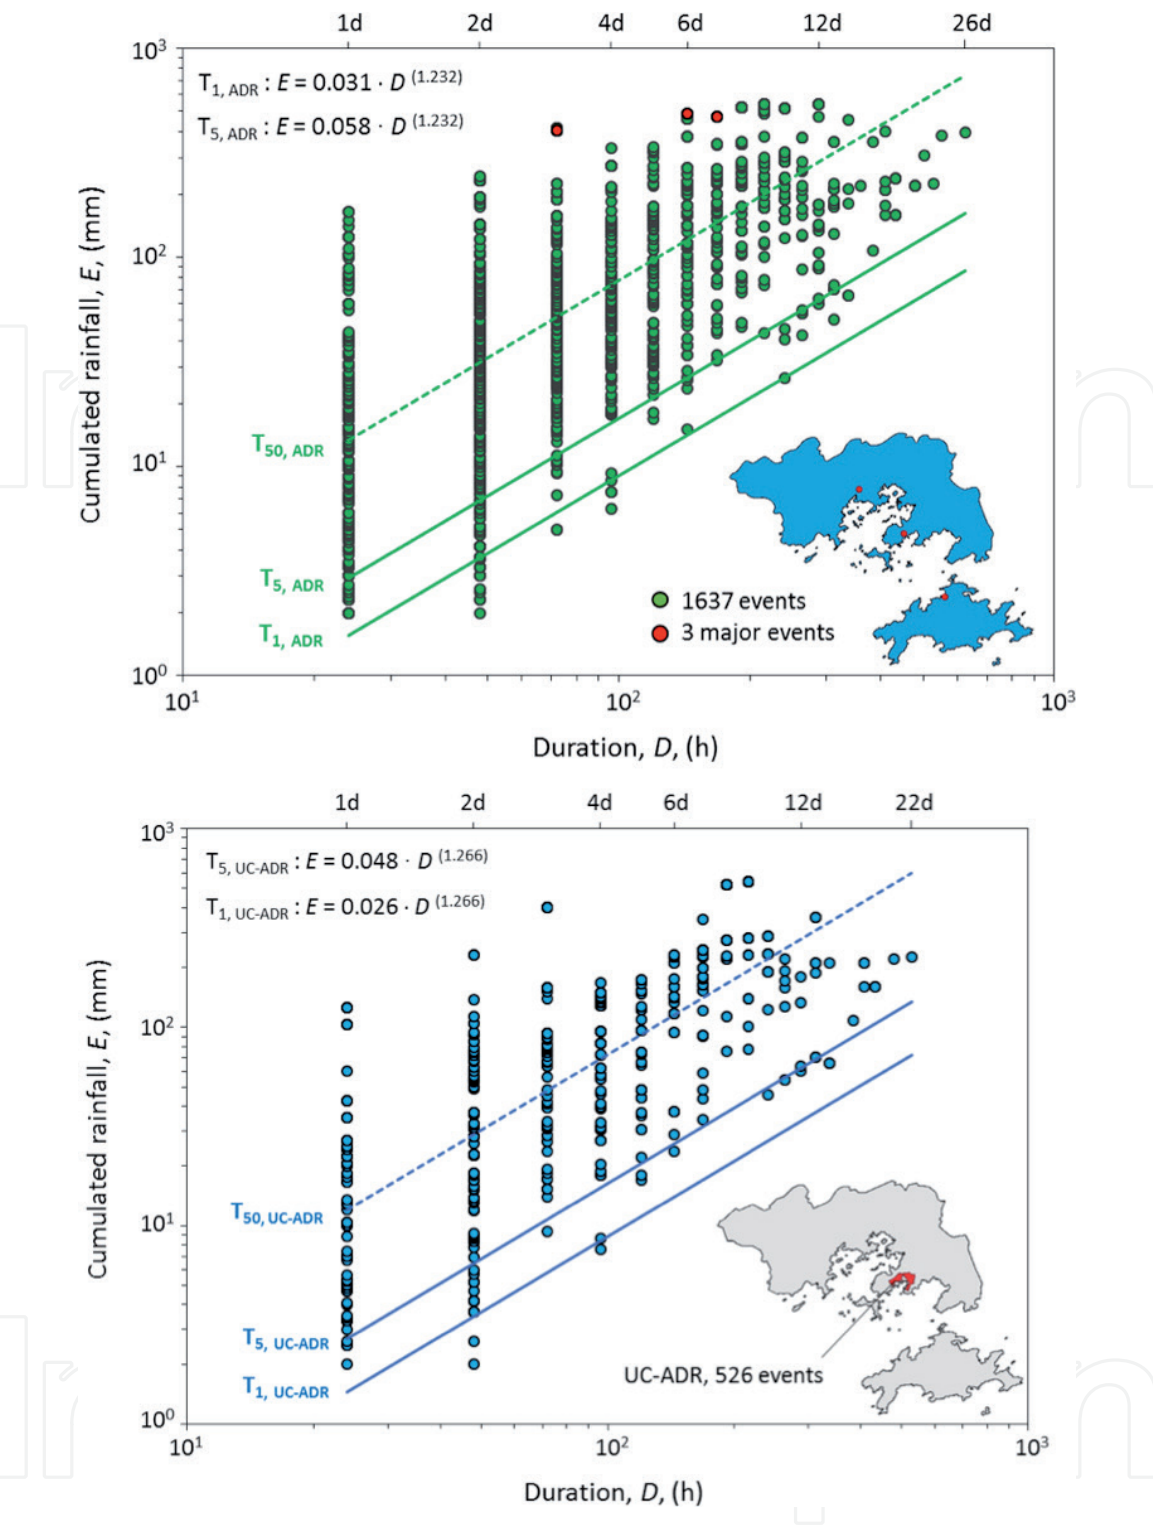 1d 2d 4d 6d 12d 26d
10³
T1, ADR : E = 0.031 · D (1.232)
T5, ADR : E = 0.058 · D (1.232)
10²
10¹
10⁰
Cumulated rainfall, E, (mm)
T50, ADR
T5, ADR
T1, ADR
1637 events
3 major events
10¹ 10² 10³
Duration, D, (h)
1d 2d 4d 6d 12d 22d
10³
T5, UC-ADR : E = 0.048 · D (1.266)
T1, UC-ADR : E = 0.026 · D (1.266)
10²
10¹
10⁰
Cumulated rainfall, E, (mm)
T50, UC-ADR
T5, UC-ADR
T1, UC-ADR
UC-ADR, 526 events
10¹ 10² 10³
Duration, D, (h)